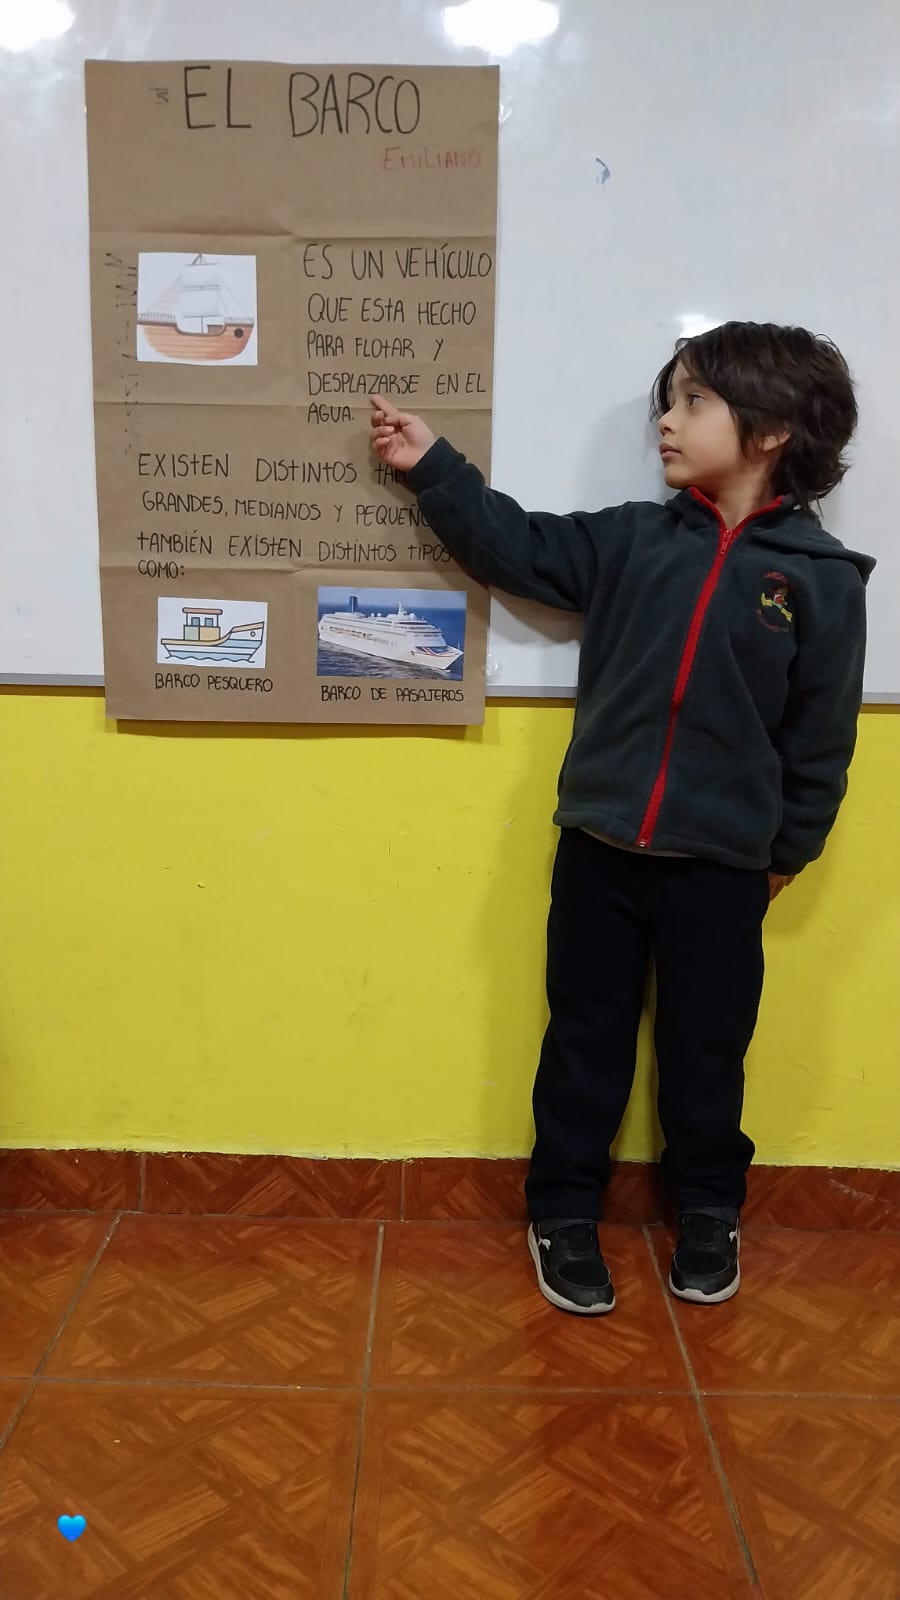 EL BARCO
EMILIANO
ES UN VEHÍCULO
QUE ESTA HECHO
PARA FLOTAR Y
DESPLAZARSE EN EL
AGUA.
EXISTEN DISTINTOS
GRANDES, MEDIANOS Y PEQUEÑO
TAMBIÉN EXISTEN DISTINTOS TIPOS
COMO:
BARCO PESQUERO
BARCO DE PASAJEROS